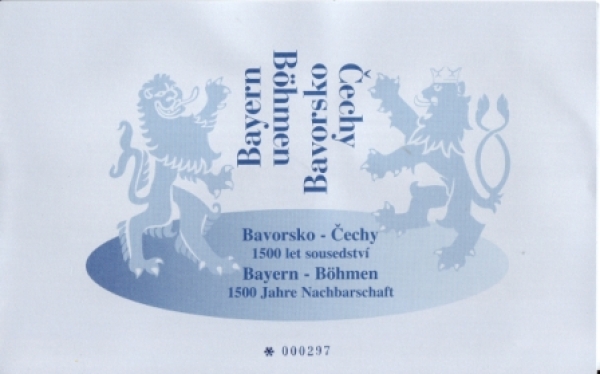 Bayern
Böhmen
Bavorsko
Čechy
Bavorsko - Čechy
1500 let sousedství
Bayern - Böhmen
1500 Jahre Nachbarschaft
* 000297